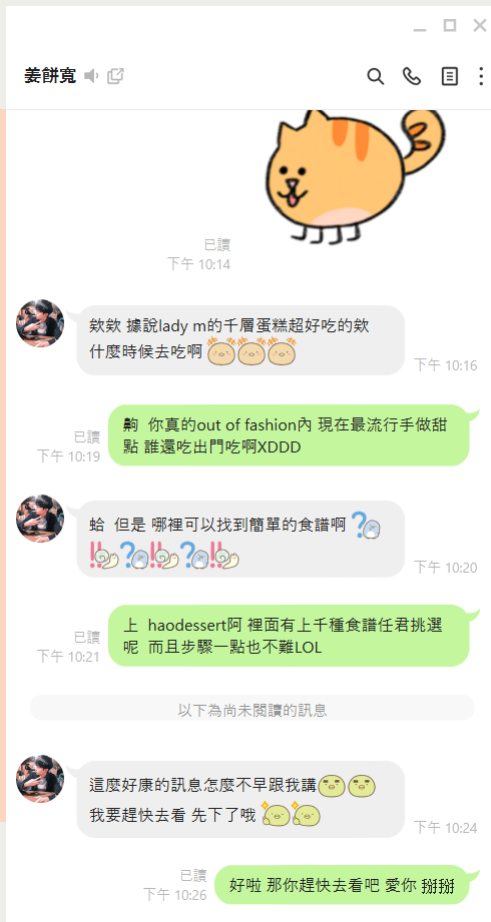 姜餅寬
已讀
下午 10:14
欸欸 據說lady m的千層蛋糕超好吃的欸
什麼時候去吃啊
下午 10:16
齁 你真的out of fashion內 現在最流行手做甜
點 誰還吃出門吃啊XDDD
已讀
下午 10:19
蛤 但是 哪裡可以找到簡單的食譜啊
下午 10:20
上 haodessert阿 裡面有上千種食譜任君挑選
呢 而且步驟一點也不難LOL
已讀
下午 10:21
以下為尚未閱讀的訊息
這麼好康的訊息怎麼不早跟我講
我要趕快去看 先下了哦
下午 10:24
好啦 那你趕快去看吧 愛你 掰掰
已讀
下午 10:26